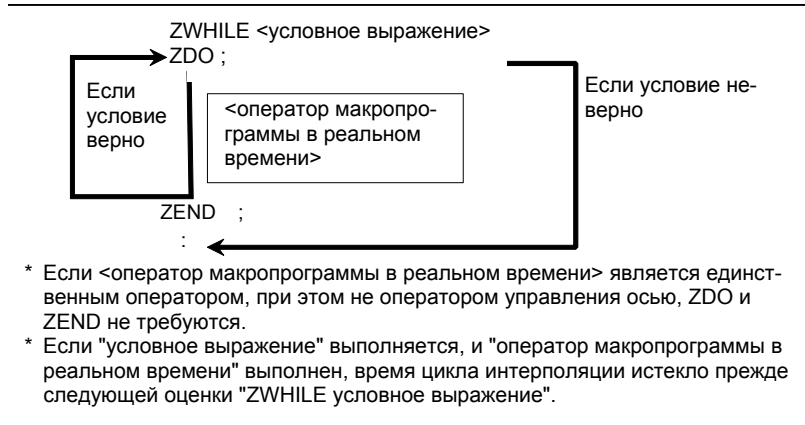 ZWHILE <условное выражение>
ZDO ;
Если
условие
верно
<оператор макропро-
граммы в реальном
времени>
Если условие не-
верно
ZEND ;
:
* Если <оператор макропрограммы в реальном времени> является единст-
венным оператором, при этом не оператором управления осью, ZDO и
ZEND не требуются.
* Если "условное выражение" выполняется, и "оператор макропрограммы в
реальном времени" выполнен, время цикла интерполяции истекло прежде
следующей оценки "ZWHILE условное выражение".